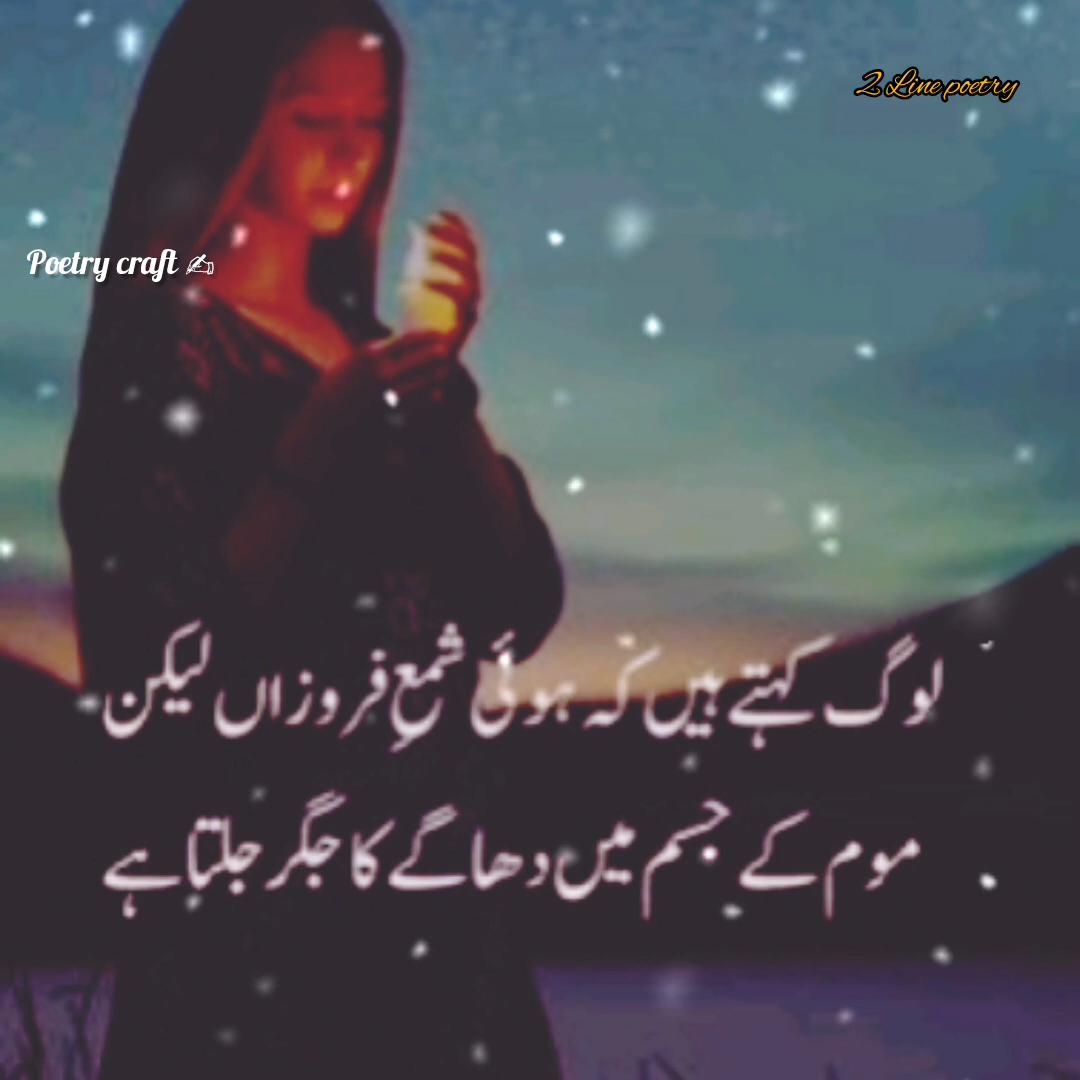 2 Line poetry
Poetry craft ✍
لوگ کہتے ہیں کہ ہوئی شمعِ فروزاں لیکن
موم کے جسم میں دھاگے کا جگر جلتا ہے